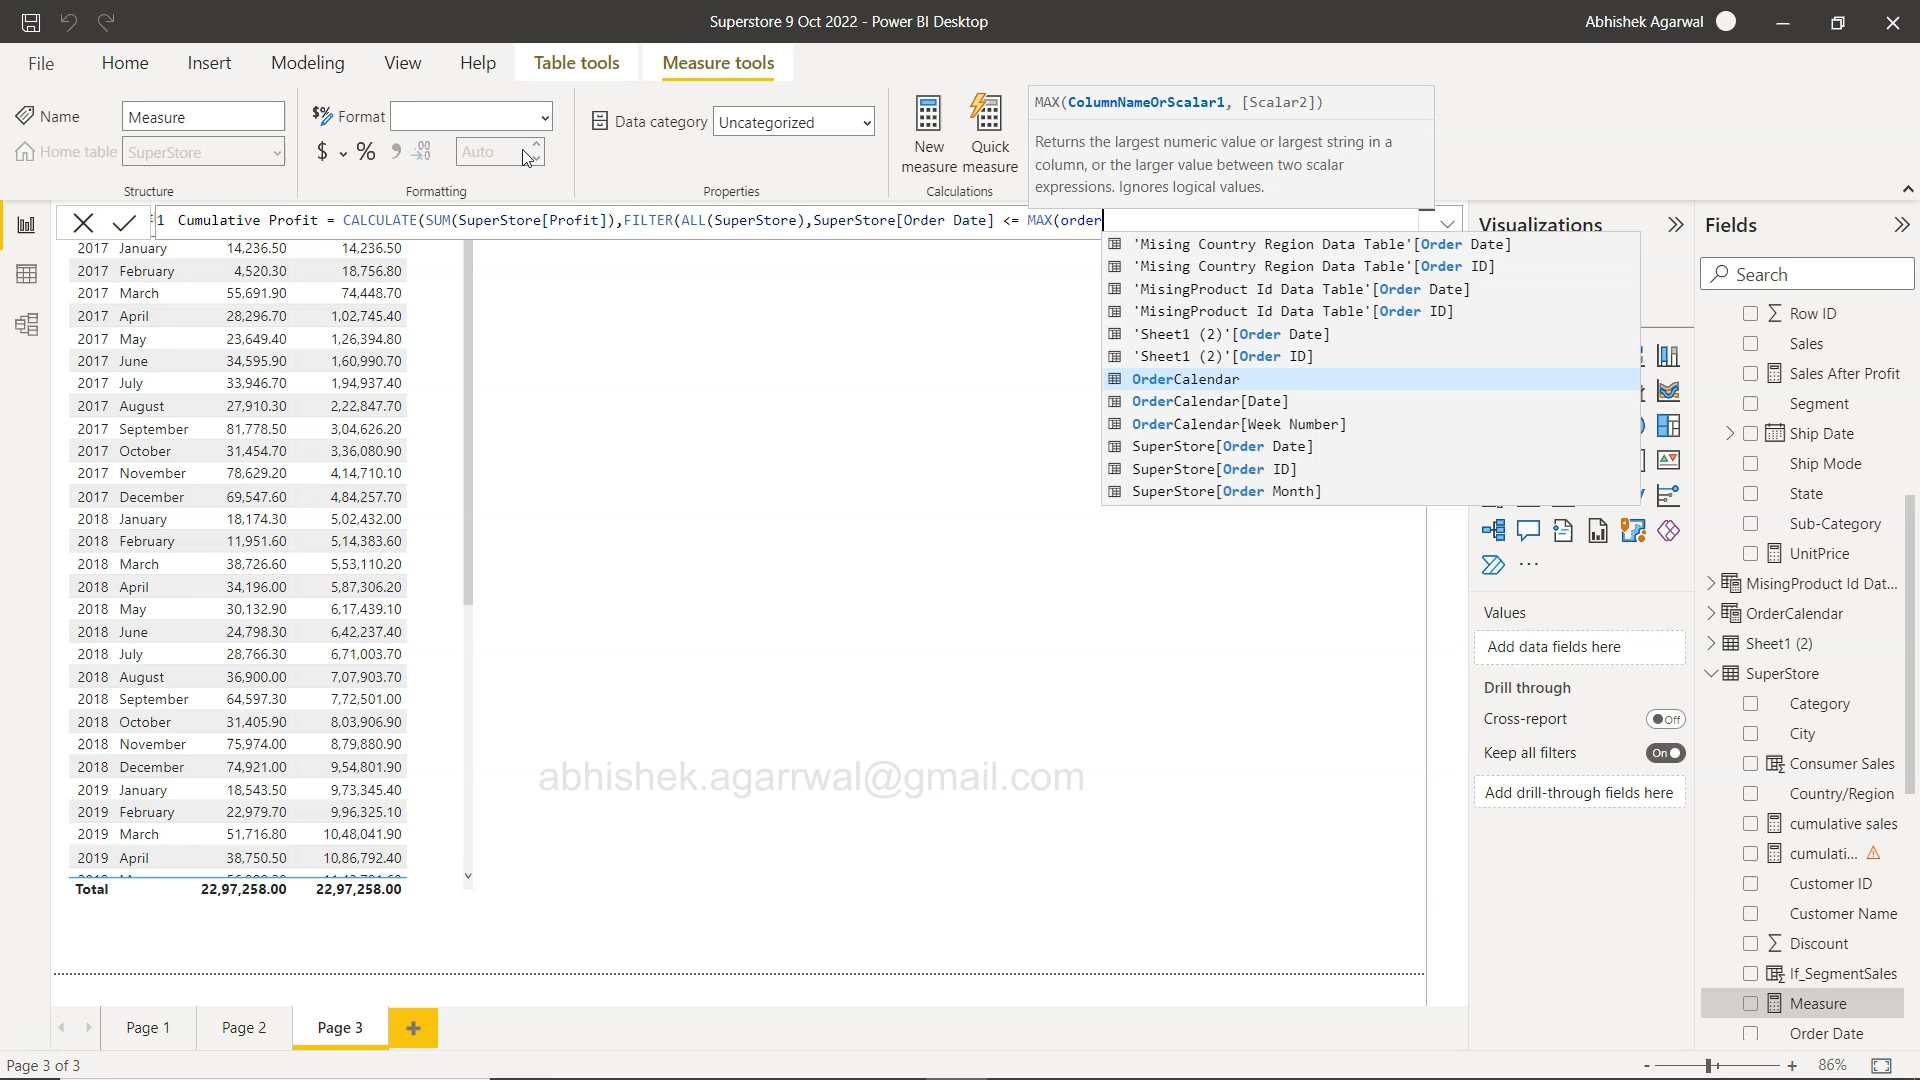 Superstore 9 Oct 2022 - Power BI Desktop
Abhishek Agarwal
File Home Insert Modeling View Help Table tools Measure tools
Name Measure
Home table SuperStore
Structure
$% Format
$ % Auto
Formatting
Data category Uncategorized
Properties
New measure
Quick measure
Calculations
MAX(ColumnNameOrScalar1, [Scalar2])
Returns the largest numeric value or largest string in a
column, or the larger value between two scalar
expressions. Ignores logical values.
1 Cumulative Profit = CALCULATE(SUM(SuperStore[Profit]),FILTER(ALL(SuperStore),SuperStore[Order Date] <= MAX(order
'Mising Country Region Data Table'[Order Date]
'Mising Country Region Data Table'[Order ID]
'MisingProduct Id Data Table'[Order Date]
'MisingProduct Id Data Table'[Order ID]
'Sheet1 (2)'[Order Date]
'Sheet1 (2)'[Order ID]
OrderCalendar
OrderCalendar[Date]
OrderCalendar[Week Number]
SuperStore[Order Date]
SuperStore[Order ID]
SuperStore[Order Month]
2017 January 14,236.50 14,236.50
2017 February 4,520.30 18,756.80
2017 March 55,691.90 74,448.70
2017 April 28,296.70 1,02,745.40
2017 May 23,649.40 1,26,394.80
2017 June 34,595.90 1,60,990.70
2017 July 33,946.70 1,94,937.40
2017 August 27,910.30 2,22,847.70
2017 September 81,778.50 3,04,626.20
2017 October 31,454.70 3,36,080.90
2017 November 78,629.20 4,14,710.10
2017 December 69,547.60 4,84,257.70
2018 January 18,174.30 5,02,432.00
2018 February 11,951.60 5,14,383.60
2018 March 38,726.60 5,53,110.20
2018 April 34,196.00 5,87,306.20
2018 May 30,132.90 6,17,439.10
2018 June 24,798.30 6,42,237.40
2018 July 28,766.30 6,71,003.70
2018 August 36,900.00 7,07,903.70
2018 September 64,597.30 7,72,501.00
2018 October 31,405.90 8,03,906.90
2018 November 75,974.00 8,79,880.90
2018 December 74,921.00 9,54,801.90
2019 January 18,543.50 9,73,345.40
2019 February 22,979.70 9,96,325.10
2019 March 51,716.80 10,48,041.90
2019 April 38,750.50 10,86,792.40
Total 22,97,258.00 22,97,258.00
abhishek.agarrwal@gmail.com
Visualizations
Values
Add data fields here
Drill through
Cross-report Off
Keep all filters On
Add drill-through fields here
Fields
Search
Row ID
Sales
Sales After Profit
Segment
Ship Date
Ship Mode
State
Sub-Category
UnitPrice
MisingProduct Id Dat...
OrderCalendar
Sheet1 (2)
SuperStore
Category
City
Consumer Sales
Country/Region
cumulative sales
cumulati...
Customer ID
Customer Name
Discount
If_SegmentSales
Measure
Order Date
Page 1 Page 2 Page 3 +
Page 3 of 3
- + 86%